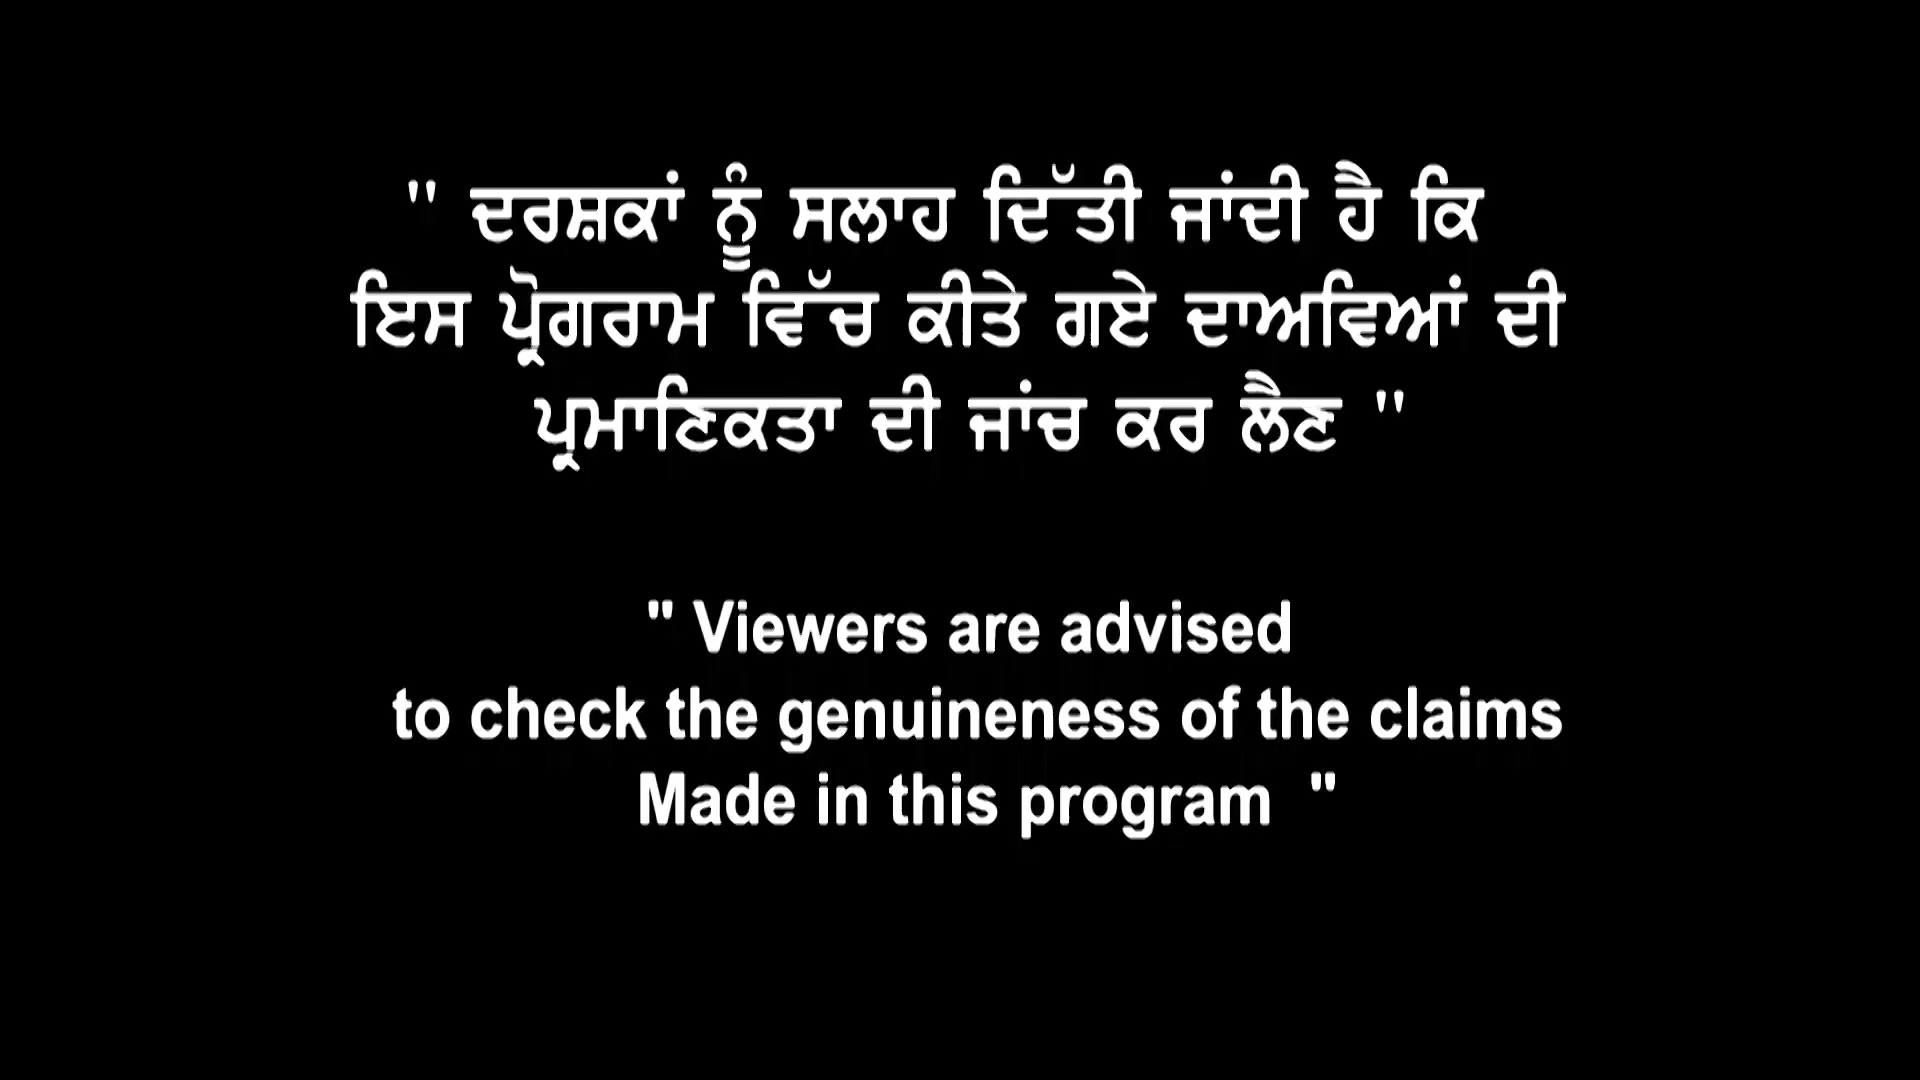 " ਦਰਸ਼ਕਾਂ ਨੂੰ ਸਲਾਹ ਦਿੱਤੀ ਜਾਂਦੀ ਹੈ ਕਿ
ਇਸ ਪ੍ਰੋਗਰਾਮ ਵਿੱਚ ਕੀਤੇ ਗਏ ਦਾਅਵਿਆਂ ਦੀ
ਪ੍ਰਮਾਣਿਕਤਾ ਦੀ ਜਾਂਚ ਕਰ ਲੈਣ "
" Viewers are advised
to check the genuineness of the claims
Made in this program "